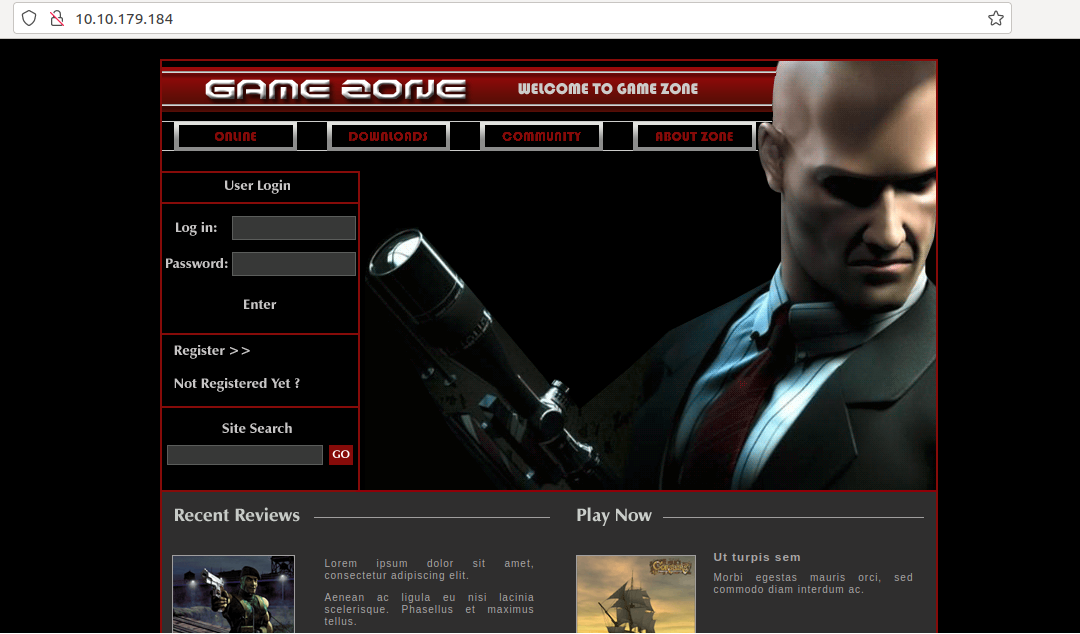 10.10.179.184
GAME ZONE
WELCOME TO GAME ZONE
ONLINE
DOWNLONDS
COMMUNITY
ABOUT ZONE
User Login
Log in:
Password:
Enter
Register >>
Not Registered Yet ?
Site Search
GO
Recent Reviews
Play Now
Lorem ipsum dolor sit amet,
consectetur adipiscing elit.
Aenean ac ligula eu nisi lacinia
scelerisque. Phasellus et maximus
tellus.
Ut turpis sem
Morbi egestas mauris orci, sed
commodo diam interdum ac.